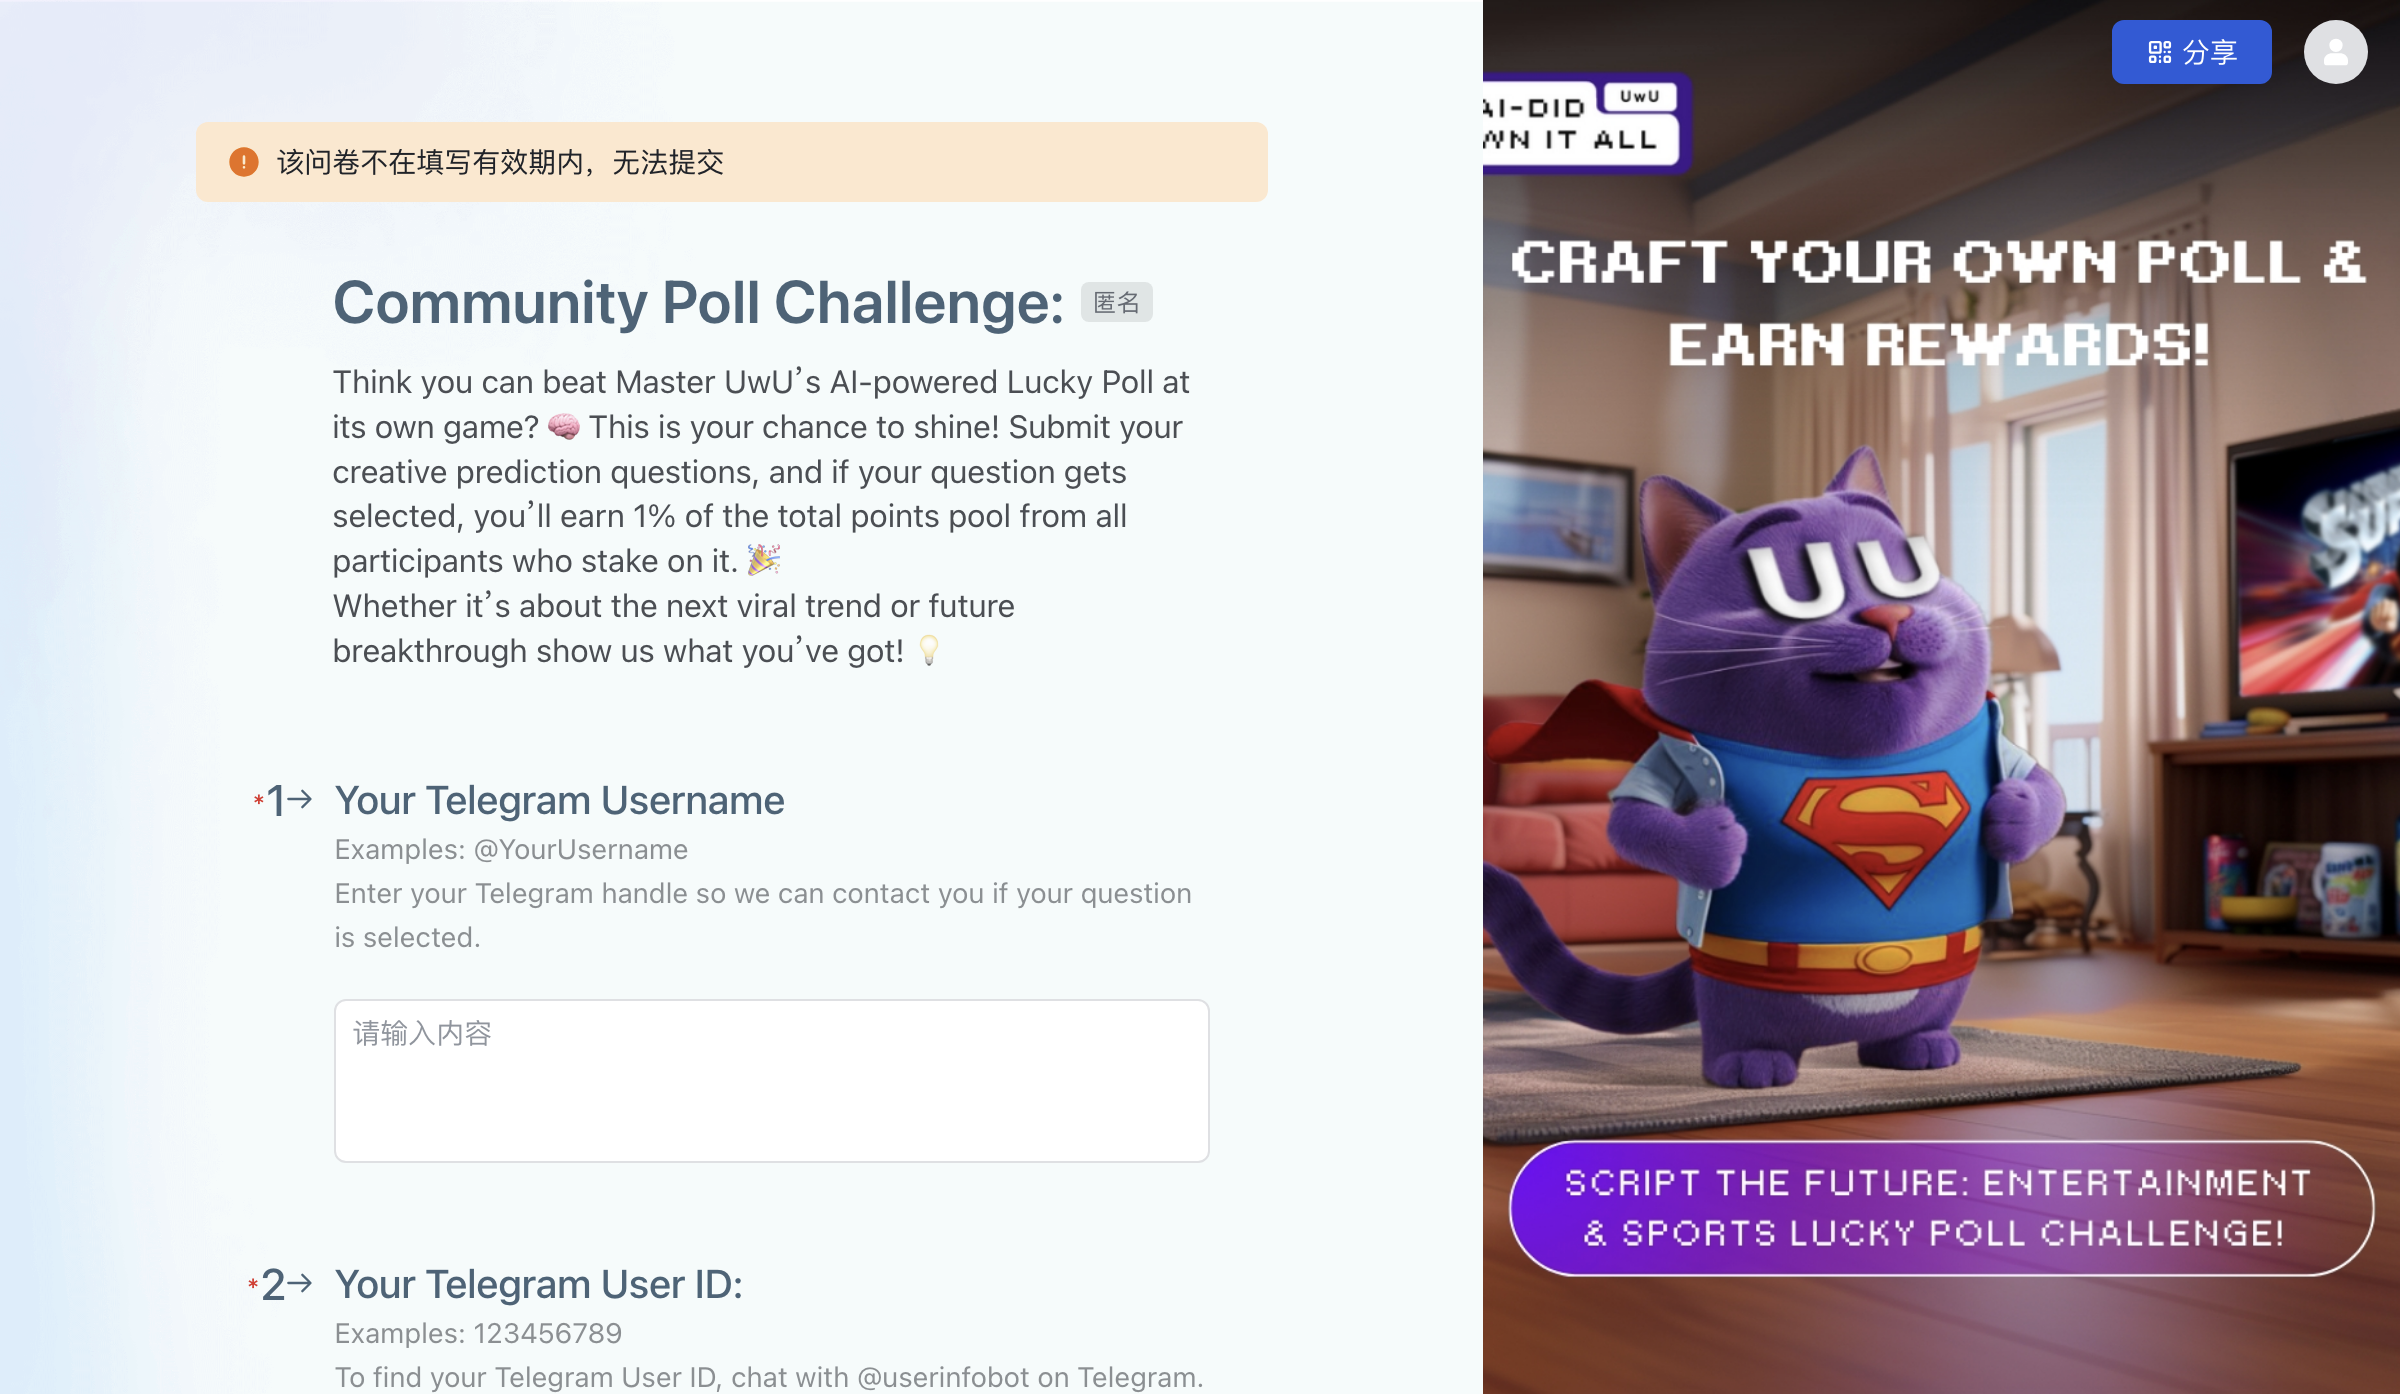 分享
该问卷不在填写有效期内，无法提交
Community Poll Challenge: 匿名
Think you can beat Master UwU’s AI-powered Lucky Poll at
its own game? 🧠 This is your chance to shine! Submit your
creative prediction questions, and if your question gets
selected, you’ll earn 1% of the total points pool from all
participants who stake on it. 🎉
Whether it’s about the next viral trend or future
breakthrough show us what you’ve got! 💡
*1→ Your Telegram Username
Examples: @YourUsername
Enter your Telegram handle so we can contact you if your question
is selected.
请输入内容
*2→ Your Telegram User ID:
Examples: 123456789
To find your Telegram User ID, chat with @userinfobot on Telegram.
AI-DID UwU
WN IT ALL
CRAFT YOUR OWN POLL &
EARN REWARDS!
UU
S
SCRIPT THE FUTURE: ENTERTAINMENT
& SPORTS LUCKY POLL CHALLENGE!